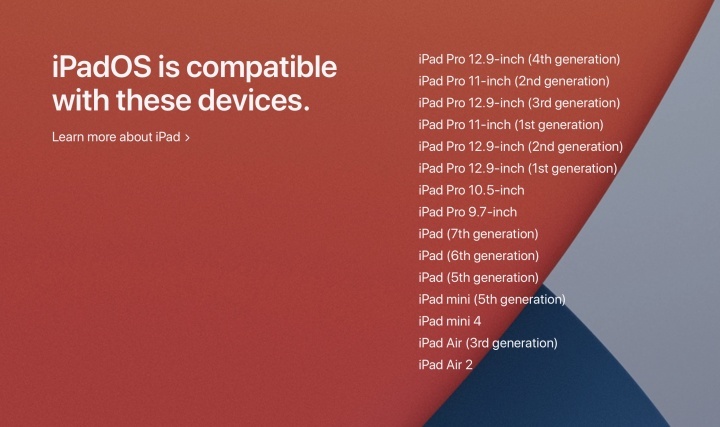 iPadOS is compatible
with these devices.
Learn more about iPad >
iPad Pro 12.9-inch (4th generation)
iPad Pro 11-inch (2nd generation)
iPad Pro 12.9-inch (3rd generation)
iPad Pro 11-inch (1st generation)
iPad Pro 12.9-inch (2nd generation)
iPad Pro 12.9-inch (1st generation)
iPad Pro 10.5-inch
iPad Pro 9.7-inch
iPad (7th generation)
iPad (6th generation)
iPad (5th generation)
iPad mini (5th generation)
iPad mini 4
iPad Air (3rd generation)
iPad Air 2